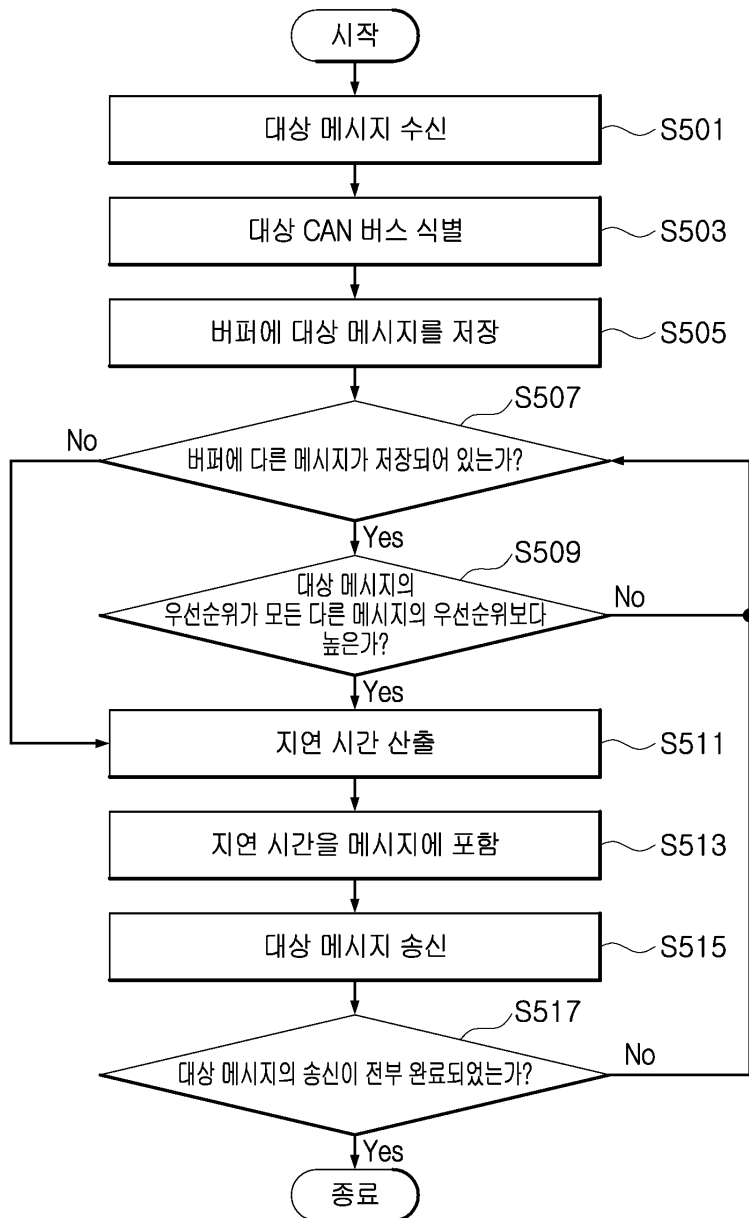 시작
대상 메시지 수신
S501
대상 CAN 버스 식별
S503
버퍼에 대상 메시지를 저장
S505
S507
No
버퍼에 다른 메시지가 저장되어 있는가?
Yes
S509
대상 메시지의
우선순위가 모든 다른 메시지의 우선순위보다
높은가?
No
Yes
지연 시간 산출
S511
지연 시간을 메시지에 포함
S513
대상 메시지 송신
S515
S517
대상 메시지의 송신이 전부 완료되었는가?
No
Yes
종료